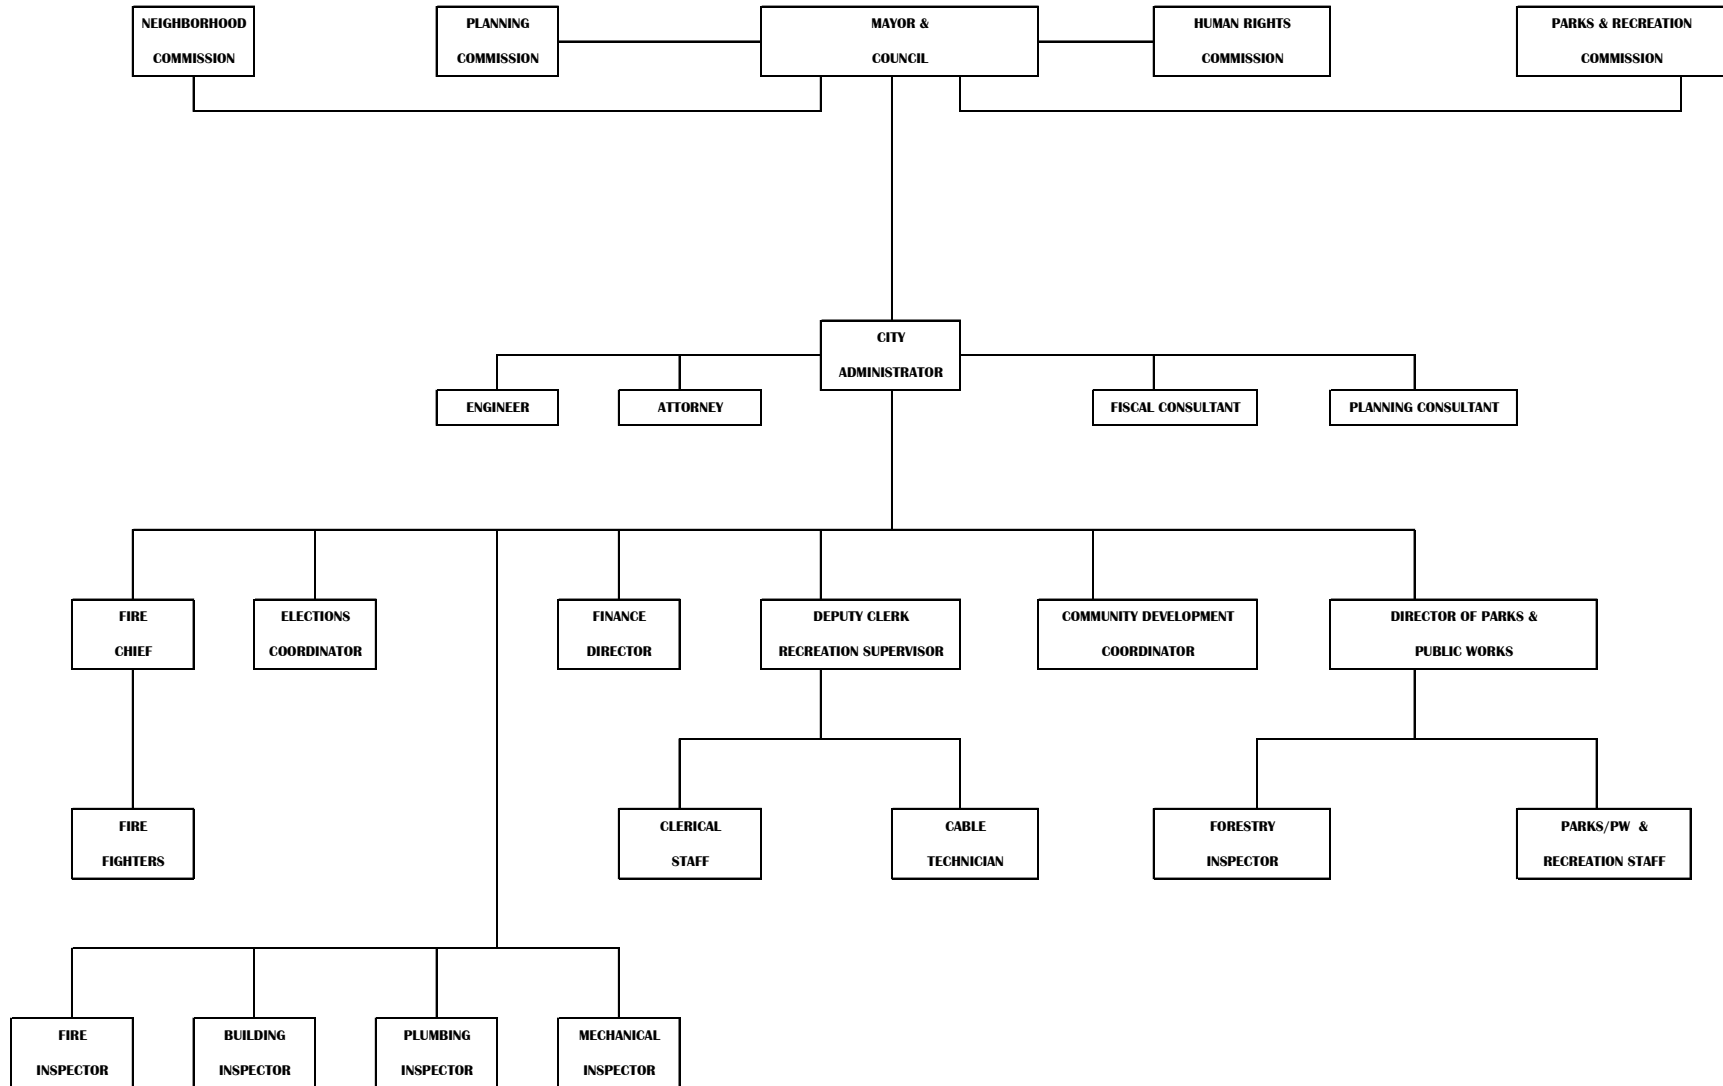 NEIGHBORHOOD
COMMISSION
PLANNING
COMMISSION
MAYOR &
COUNCIL
HUMAN RIGHTS
COMMISSION
PARKS & RECREATION
COMMISSION
CITY
ADMINISTRATOR
ENGINEER
ATTORNEY
FISCAL CONSULTANT
PLANNING CONSULTANT
FIRE
CHIEF
ELECTIONS
COORDINATOR
FINANCE
DIRECTOR
DEPUTY CLERK
RECREATION SUPERVISOR
COMMUNITY DEVELOPMENT
COORDINATOR
DIRECTOR OF PARKS &
PUBLIC WORKS
FIRE
FIGHTERS
CLERICAL
STAFF
CABLE
TECHNICIAN
FORESTRY
INSPECTOR
PARKS/PW &
RECREATION STAFF
FIRE
INSPECTOR
BUILDING
INSPECTOR
PLUMBING
INSPECTOR
MECHANICAL
INSPECTOR